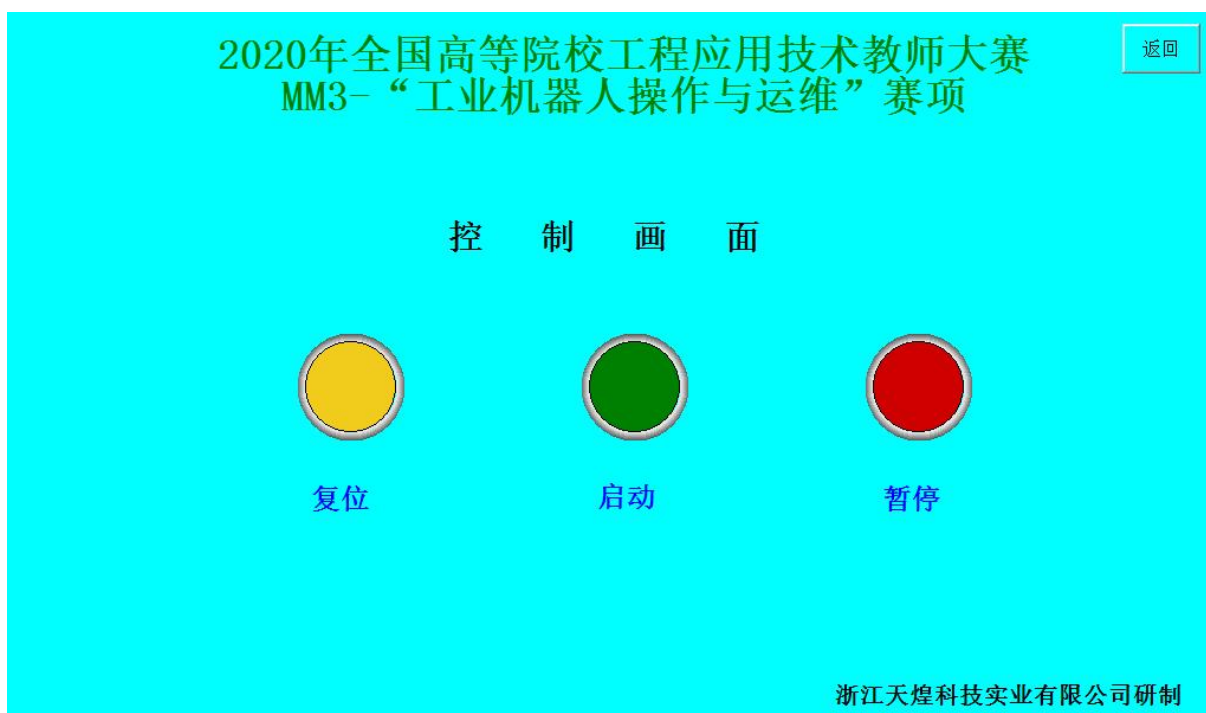 2020年全国高等院校工程应用技术教师大赛
返回
MM3-“工业机器人操作与运维”赛项
控 制 画 面
复位 启动 暂停
浙江天煌科技实业有限公司研制